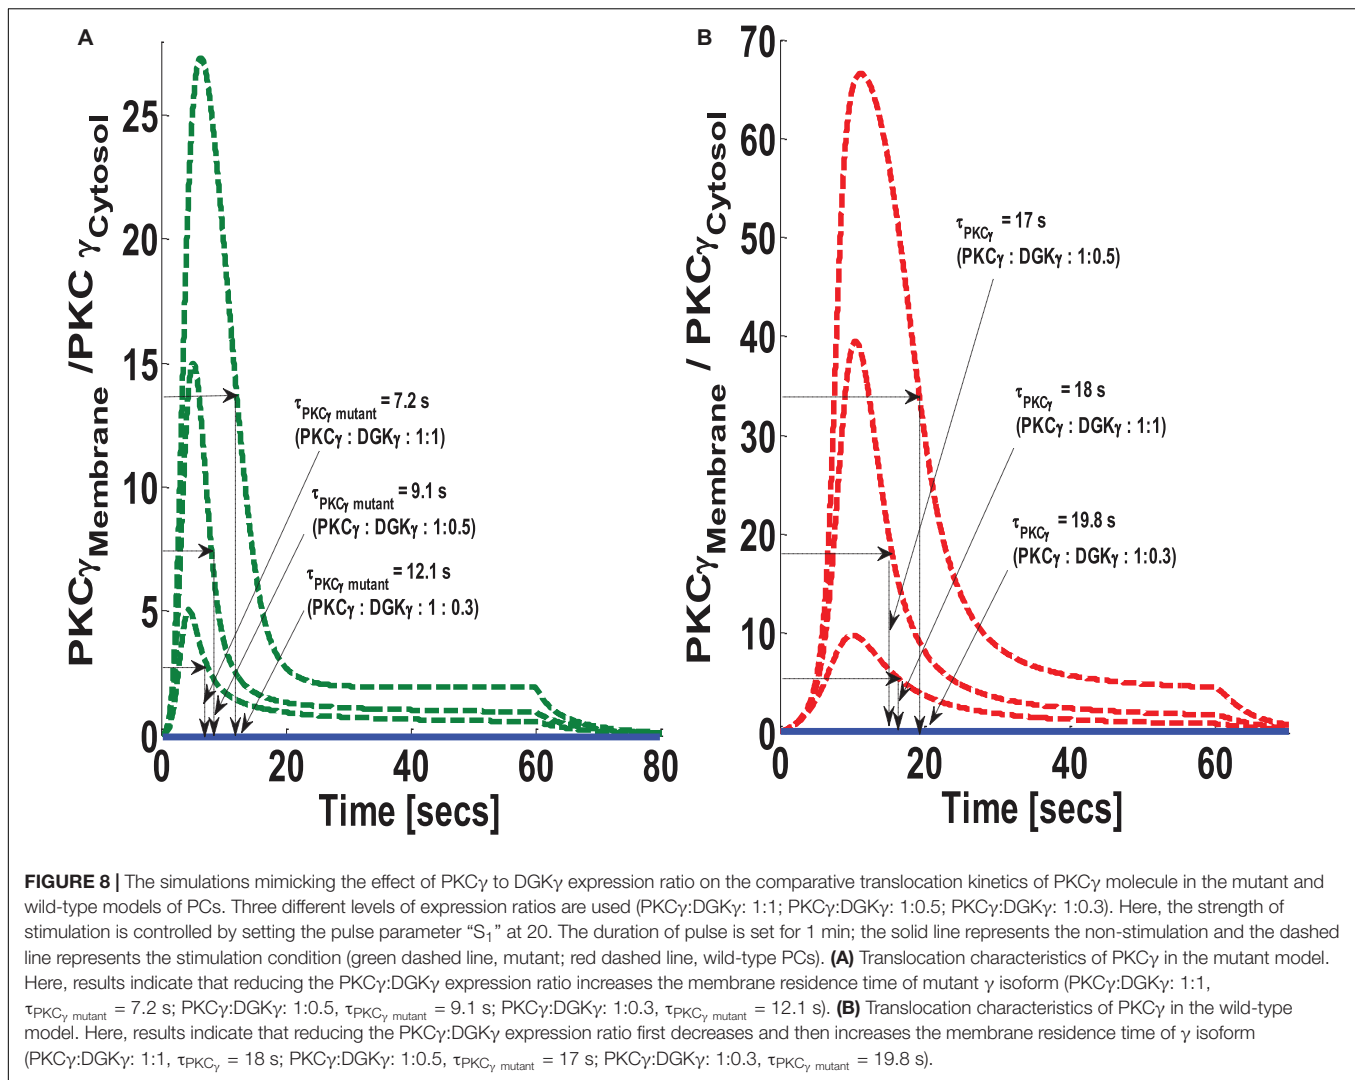 A
PKCγMembrane /PKC γCytosol
25
20
15
10
5
0
0 20 40 60 80
Time [secs]
τPKCγ mutant = 7.2 s
(PKCγ : DGKγ : 1:1)
τPKCγ mutant = 9.1 s
(PKCγ : DGKγ : 1:0.5)
τPKCγ mutant = 12.1 s
(PKCγ : DGKγ : 1 : 0.3)
B
PKCγMembrane / PKCγCytosol
70
60
50
40
30
20
10
0
0 20 40 60
Time [secs]
τPKCγ = 17 s
(PKCγ : DGKγ : 1:0.5)
τPKCγ = 18 s
(PKCγ : DGKγ : 1:1)
τPKCγ = 19.8 s
(PKCγ : DGKγ : 1:0.3)
FIGURE 8 | The simulations mimicking the effect of PKCγ to DGKγ expression ratio on the comparative translocation kinetics of PKCγ molecule in the mutant and
wild-type models of PCs. Three different levels of expression ratios are used (PKCγ:DGKγ: 1:1; PKCγ:DGKγ: 1:0.5; PKCγ:DGKγ: 1:0.3). Here, the strength of
stimulation is controlled by setting the pulse parameter “S1” at 20. The duration of pulse is set for 1 min; the solid line represents the non-stimulation and the dashed
line represents the stimulation condition (green dashed line, mutant; red dashed line, wild-type PCs). (A) Translocation characteristics of PKCγ in the mutant model.
Here, results indicate that reducing the PKCγ:DGKγ expression ratio increases the membrane residence time of mutant γ isoform (PKCγ:DGKγ: 1:1,
τPKCγ mutant = 7.2 s; PKCγ:DGKγ: 1:0.5, τPKCγ mutant = 9.1 s; PKCγ:DGKγ: 1:0.3, τPKCγ mutant = 12.1 s). (B) Translocation characteristics of PKCγ in the wild-type
model. Here, results indicate that reducing the PKCγ:DGKγ expression ratio first decreases and then increases the membrane residence time of γ isoform
(PKCγ:DGKγ: 1:1, τPKCγ = 18 s; PKCγ:DGKγ: 1:0.5, τPKCγ mutant = 17 s; PKCγ:DGKγ: 1:0.3, τPKCγ mutant = 19.8 s).